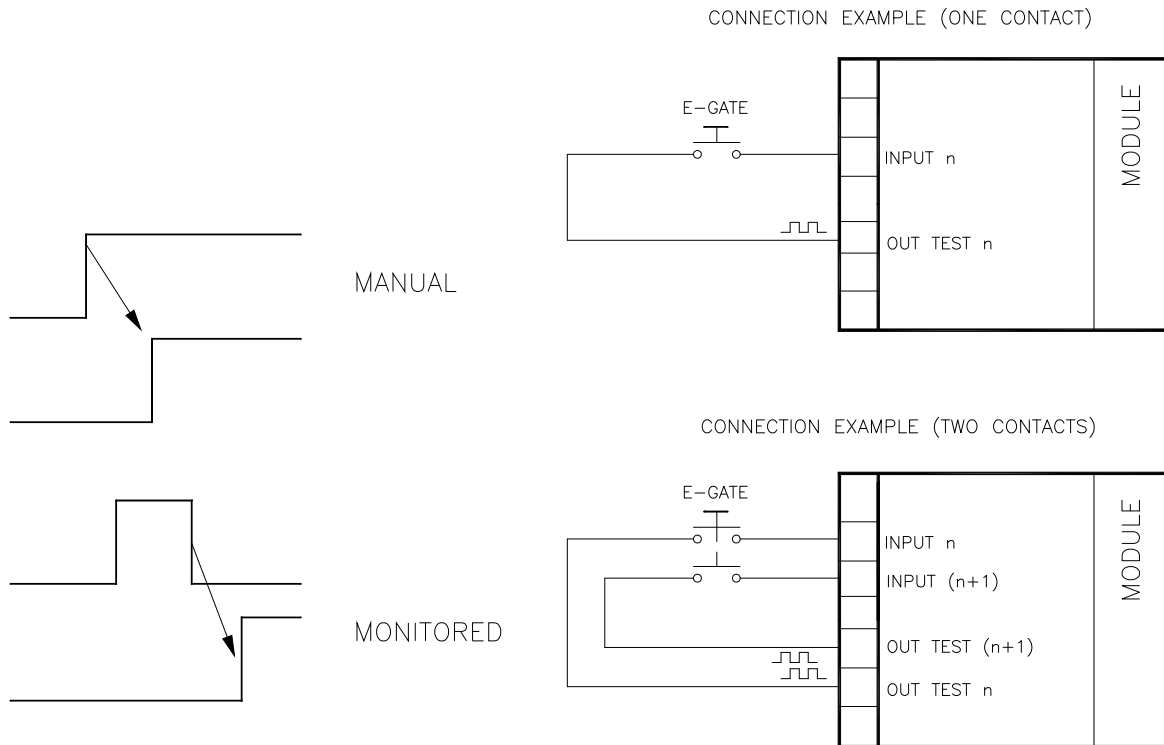 CONNECTION EXAMPLE (ONE CONTACT)
E-GATE
INPUT n
OUT TEST n
MODULE
MANUAL
CONNECTION EXAMPLE (TWO CONTACTS)
E-GATE
INPUT n
INPUT (n+1)
OUT TEST (n+1)
OUT TEST n
MODULE
MONITORED